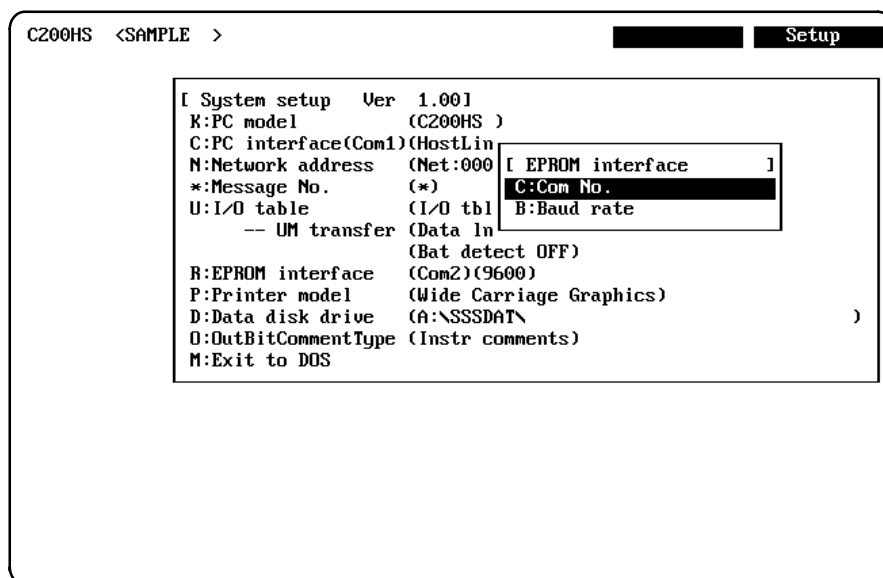 C200HS <SAMPLE > Setup
[ System setup Ver 1.00]
K:PC model (C200HS )
C:PC interface(Com1)(HostLin
N:Network address (Net:000
*:Message No. (*)
U:I/O table (I/O tbl
-- UM transfer (Data ln
(Bat detect OFF)
R:EPROM interface (Com2)(9600)
P:Printer model (Wide Carriage Graphics)
D:Data disk drive (A:\SSSDAT\ )
O:OutBitCommentType (Instr comments)
M:Exit to DOS
[ EPROM interface ]
C:Com No.
B:Baud rate